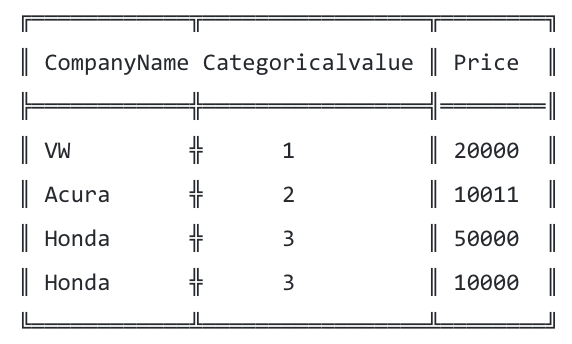 CompanyName Categoricalvalue Price
VW 1 20000
Acura 2 10011
Honda 3 50000
Honda 3 10000